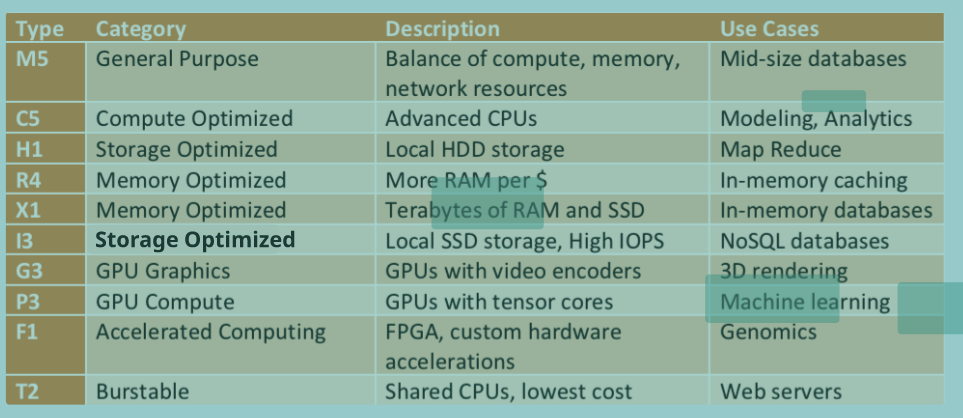 Type Category Description Use Cases
M5 General Purpose Balance of compute, memory, Mid-size databases
network resources
C5 Compute Optimized Advanced CPUs Modeling, Analytics
H1 Storage Optimized Local HDD storage Map Reduce
R4 Memory Optimized More RAM per $ In-memory caching
X1 Memory Optimized Terabytes of RAM and SSD In-memory databases
I3 Storage Optimized Local SSD storage, High IOPS NoSQL databases
G3 GPU Graphics GPUs with video encoders 3D rendering
P3 GPU Compute GPUs with tensor cores Machine learning
F1 Accelerated Computing FPGA, custom hardware Genomics
accelerations
T2 Burstable Shared CPUs, lowest cost Web servers